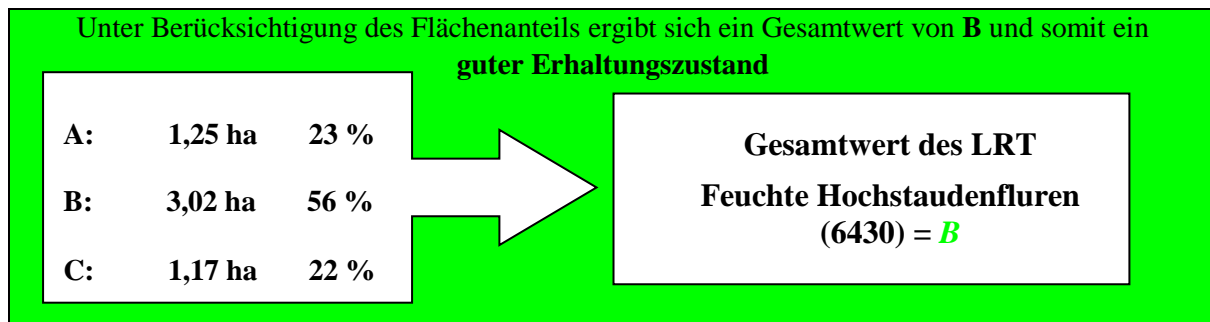 Unter Berücksichtigung des Flächenanteils ergibt sich ein Gesamtwert von B und somit ein
guter Erhaltungszustand
A: 1,25 ha 23 %
B: 3,02 ha 56 %
C: 1,17 ha 22 %
Gesamtwert des LRT
Feuchte Hochstaudenfluren
(6430) = B